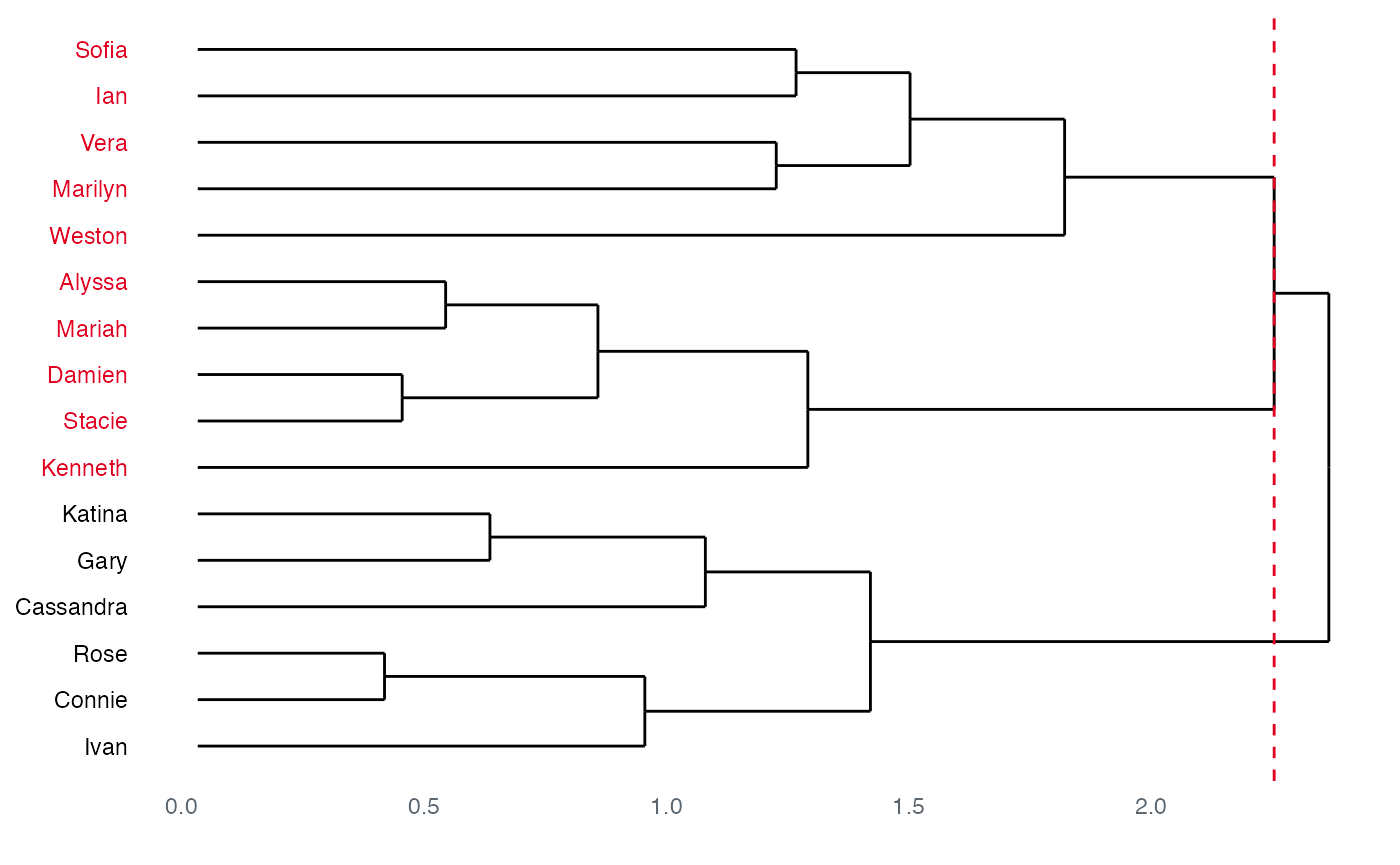 Sofia
Ian
Vera
Marilyn
Weston
Alyssa
Mariah
Damien
Stacie
Kenneth
Katina
Gary
Cassandra
Rose
Connie
Ivan
0.0 0.5 1.0 1.5 2.0